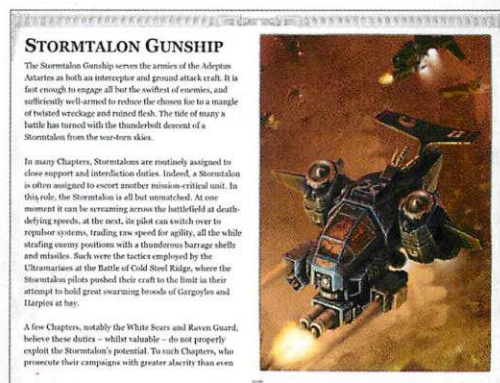 STORMTALON GUNSHIP
The Stormtalon Gunship serves the armies of the Adeptus
Astartes as both an interceptor and ground attack craft. It is
fast enough to engage all but the swiftest of enemies, and
sufficiently well-armed to reduce the chosen foe to a mangle
of twisted wreckage and ruined flesh. The tide of many a
battle has turned with the thunderbolt descent of a
Stormtalon from the war-torn skies.
In many Chapters, Stormtalons are routinely assigned to
close support and interdiction duties. Indeed, a Stormtalon
is often assigned to escort another mission-critical unit. In
this role, the Stormtalon is all but unmatched. At one
moment it can be screaming across the battlefield at death-
defying speeds, at the next, its pilot can switch over to
repulsor systems, trading raw speed for agility, all the while
strafing enemy positions with a thunderous barrage shells
and missiles. Such were the tactics employed by the
Ultramarines at the Battle of Cold Steel Ridge, where the
Stormtalon pilots pushed their craft to the limit in their
attempt to hold great swarming broods of Gargoyles and
Harpies at bay.
A few Chapters, notably the White Scars and Raven Guard,
believe these duties – whilst valuable – do not properly
exploit the Stormtalon's potential. To such Chapters, who
prosecute their campaigns with greater alacrity than even